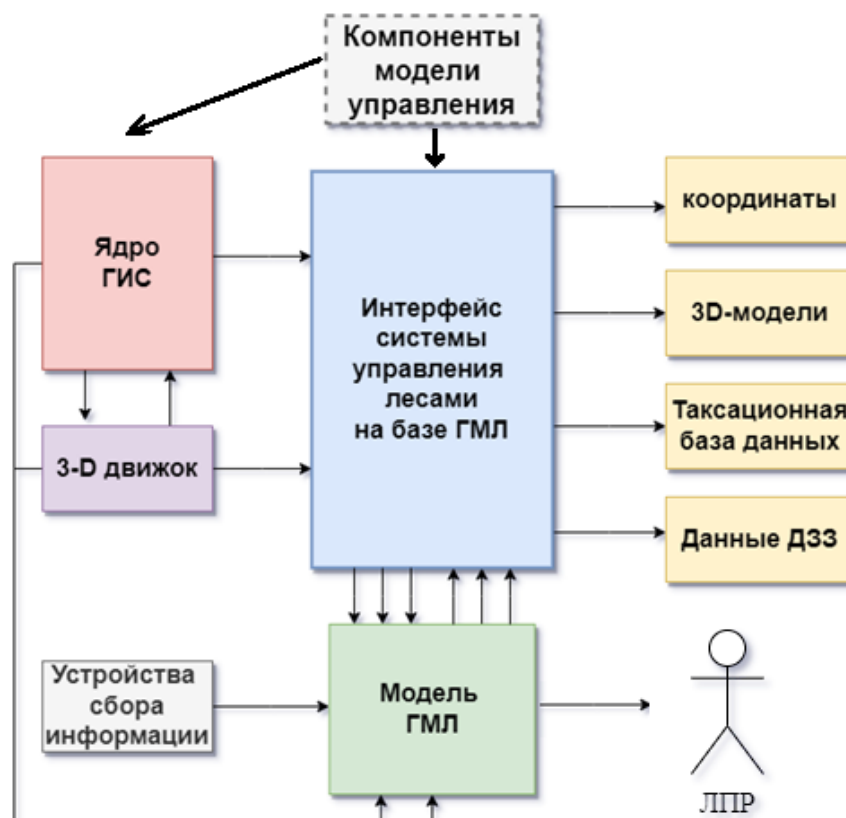 Компоненты
модели
управления
Ядро
ГИС
Интерфейс
системы
управления
лесами
на базе ГМЛ
координаты
3D-модели
Таксационная
база данных
Данные ДЗЗ
3-D движок
Устройства
сбора
информации
Модель
ГМЛ
ЛПР